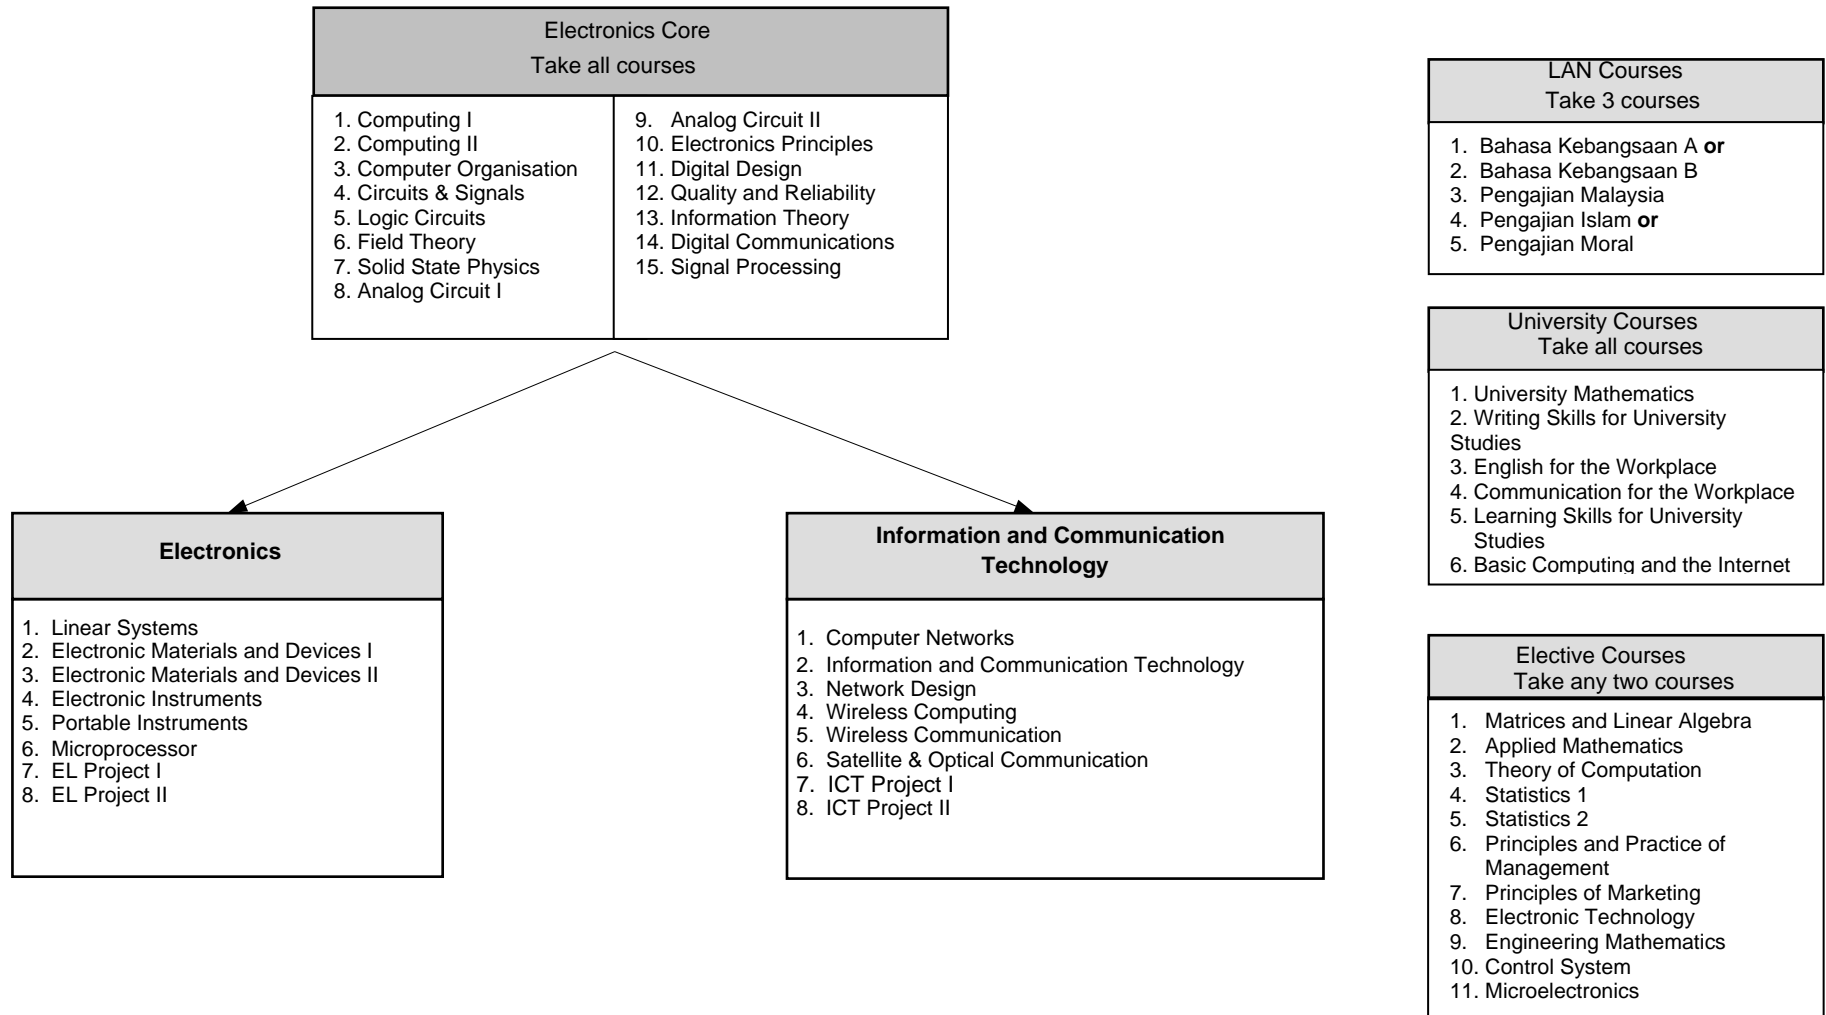 Electronics Core
Take all courses
1. Computing I
2. Computing II
3. Computer Organisation
4. Circuits & Signals
5. Logic Circuits
6. Field Theory
7. Solid State Physics
8. Analog Circuit I
9. Analog Circuit II
10. Electronics Principles
11. Digital Design
12. Quality and Reliability
13. Information Theory
14. Digital Communications
15. Signal Processing
Electronics
1. Linear Systems
2. Electronic Materials and Devices I
3. Electronic Materials and Devices II
4. Electronic Instruments
5. Portable Instruments
6. Microprocessor
7. EL Project I
8. EL Project II
Information and Communication
Technology
1. Computer Networks
2. Information and Communication Technology
3. Network Design
4. Wireless Computing
5. Wireless Communication
6. Satellite & Optical Communication
7. ICT Project I
8. ICT Project II
LAN Courses
Take 3 courses
1. Bahasa Kebangsaan A or
2. Bahasa Kebangsaan B
3. Pengajian Malaysia
4. Pengajian Islam or
5. Pengajian Moral
University Courses
Take all courses
1. University Mathematics
2. Writing Skills for University
Studies
3. English for the Workplace
4. Communication for the Workplace
5. Learning Skills for University
Studies
6. Basic Computing and the Internet
Elective Courses
Take any two courses
1. Matrices and Linear Algebra
2. Applied Mathematics
3. Theory of Computation
4. Statistics 1
5. Statistics 2
6. Principles and Practice of
Management
7. Principles of Marketing
8. Electronic Technology
9. Engineering Mathematics
10. Control System
11. Microelectronics